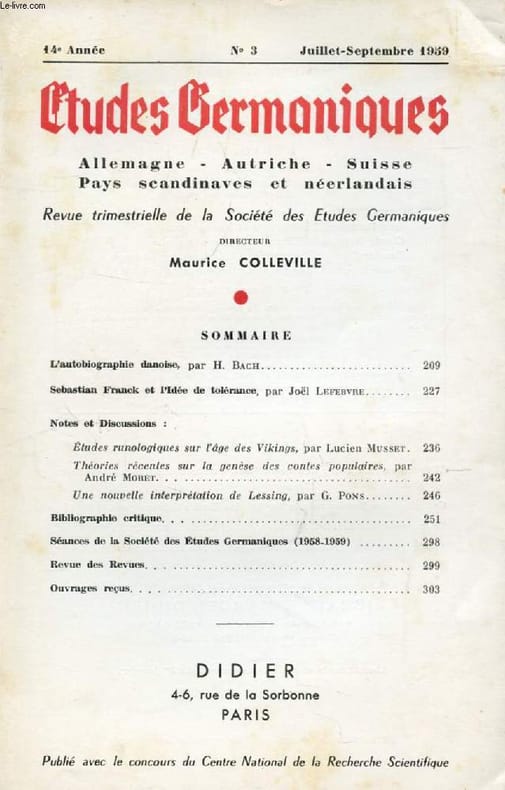 Le-livre.com
14e Année No 3 Juillet-Septembre 1959
Etudes Germaniques
Allemagne - Autriche - Suisse
Pays scandinaves et néerlandais
Revue trimestrielle de la Société des Etudes Germaniques
DIRECTEUR
Maurice COLLEVILLE
SOMMAIRE
L'autobiographie danoise, par H. BACH........................ 209
Sebastian Franck et l'Idée de tolérance, par Joël LEFEBVRE........ 227
Notes et Discussions :
Études runologiques sur l'âge des Vikings, par Lucien MUSSET. 236
Théories récentes sur la genèse des contes populaires, par
André MORET. ........................................ 242
Une nouvelle interprétation de Lessing, par G. PONS........ 246
Bibliographie critique. ........................................ 251
Séances de la Société des Études Germaniques (1958-1959) ......... 298
Revue des Revues. ........................................ 299
Ouvrages reçus. ........................................ 303
DIDIER
4-6, rue de la Sorbonne
PARIS
Publié avec le concours du Centre National de la Recherche Scientifique